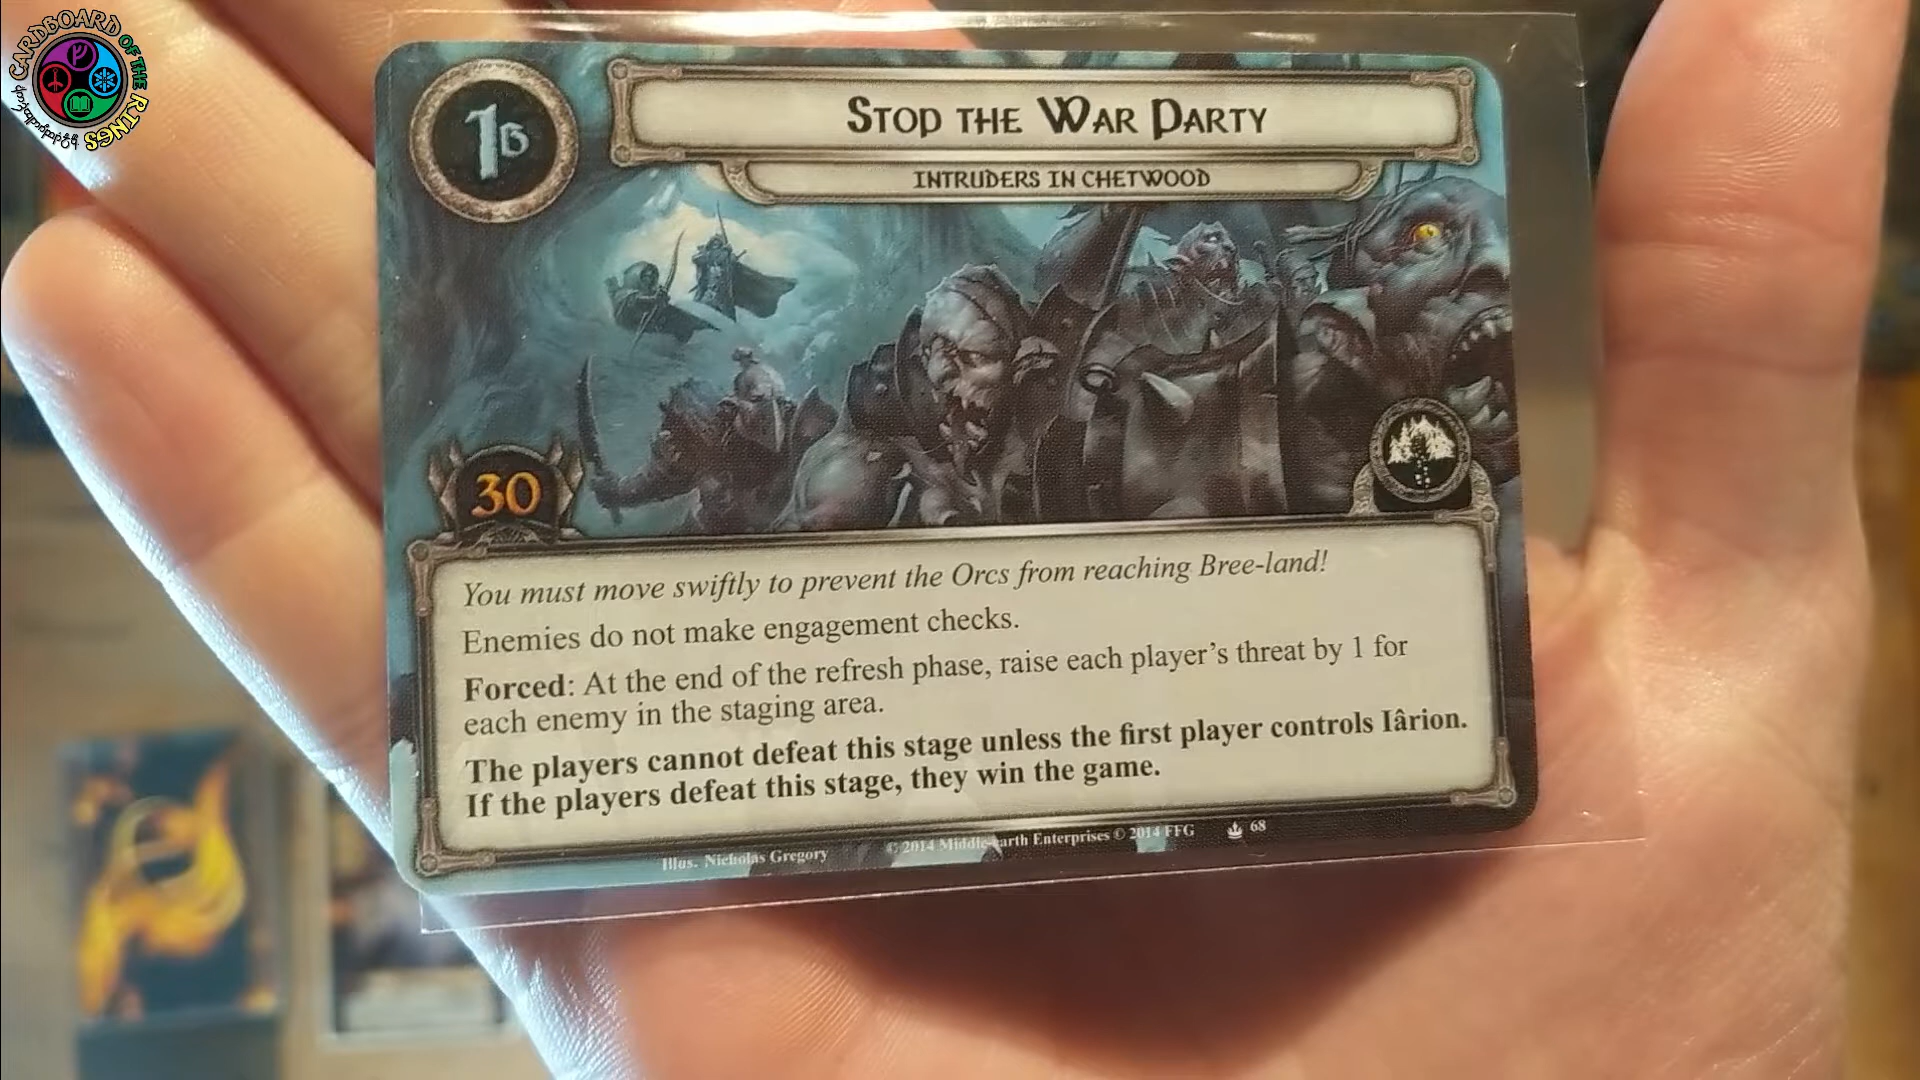 CARDBOARD OF THE RINGS
1B
STOP THE WAR PARTY
INTRUDERS IN CHETWOOD
30
You must move swiftly to prevent the Orcs from reaching Bree-land!
Enemies do not make engagement checks.
Forced: At the end of the refresh phase, raise each player's threat by 1 for
each enemy in the staging area.
The players cannot defeat this stage unless the first player controls Iârion.
If the players defeat this stage, they win the game.
Illus. Nicholas Gregory © 2014 Middle-earth Enterprises © 2014 FFG 68